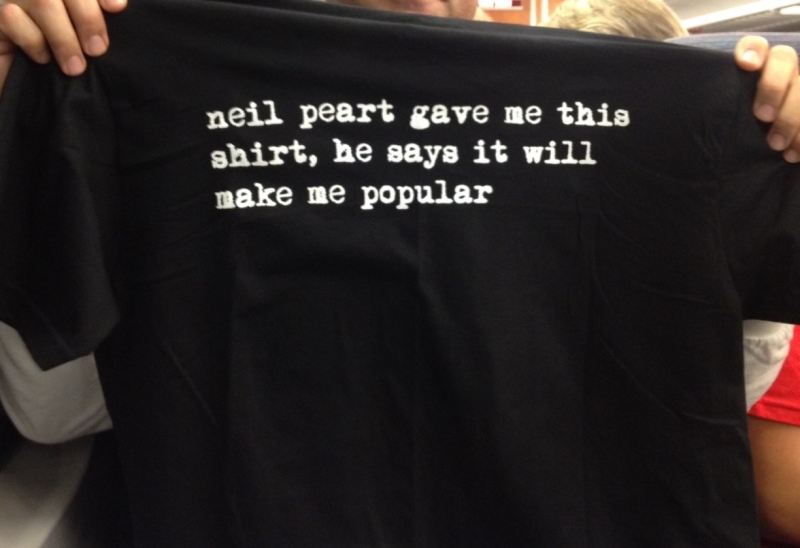 neil peart gave me this
shirt, he says it will
make me popular